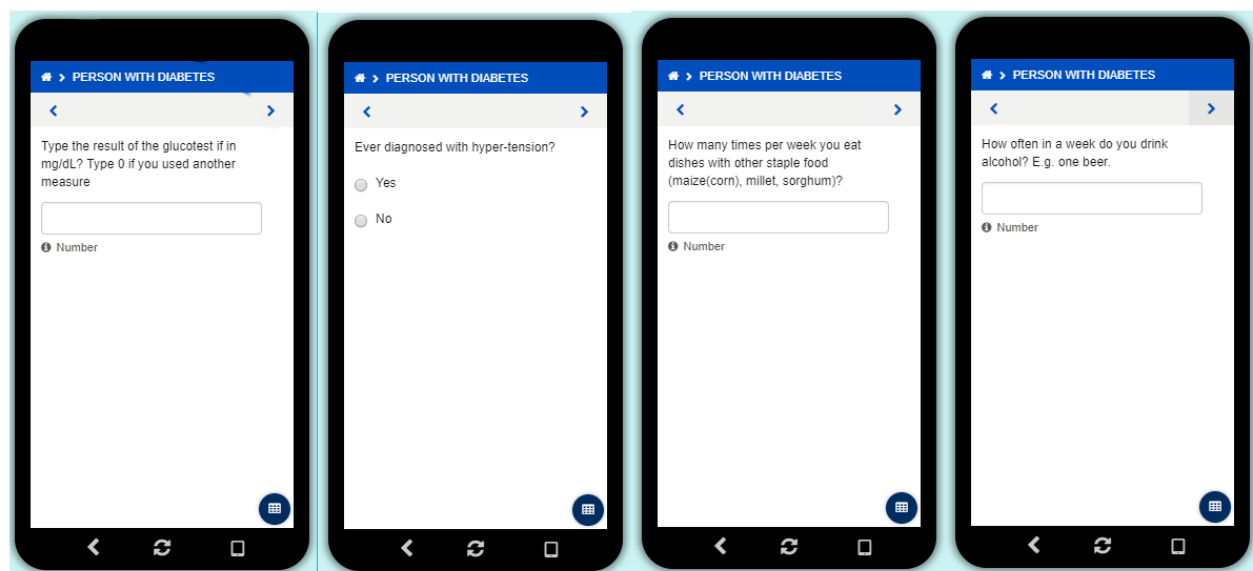 PERSON WITH DIABETES
Type the result of the glucotest if in
mg/dL? Type 0 if you used another
measure
Number
PERSON WITH DIABETES
Ever diagnosed with hyper-tension?
Yes
No
PERSON WITH DIABETES
How many times per week you eat
dishes with other staple food
(maize(corn), millet, sorghum)?
Number
PERSON WITH DIABETES
How often in a week do you drink
alcohol? E.g. one beer.
Number